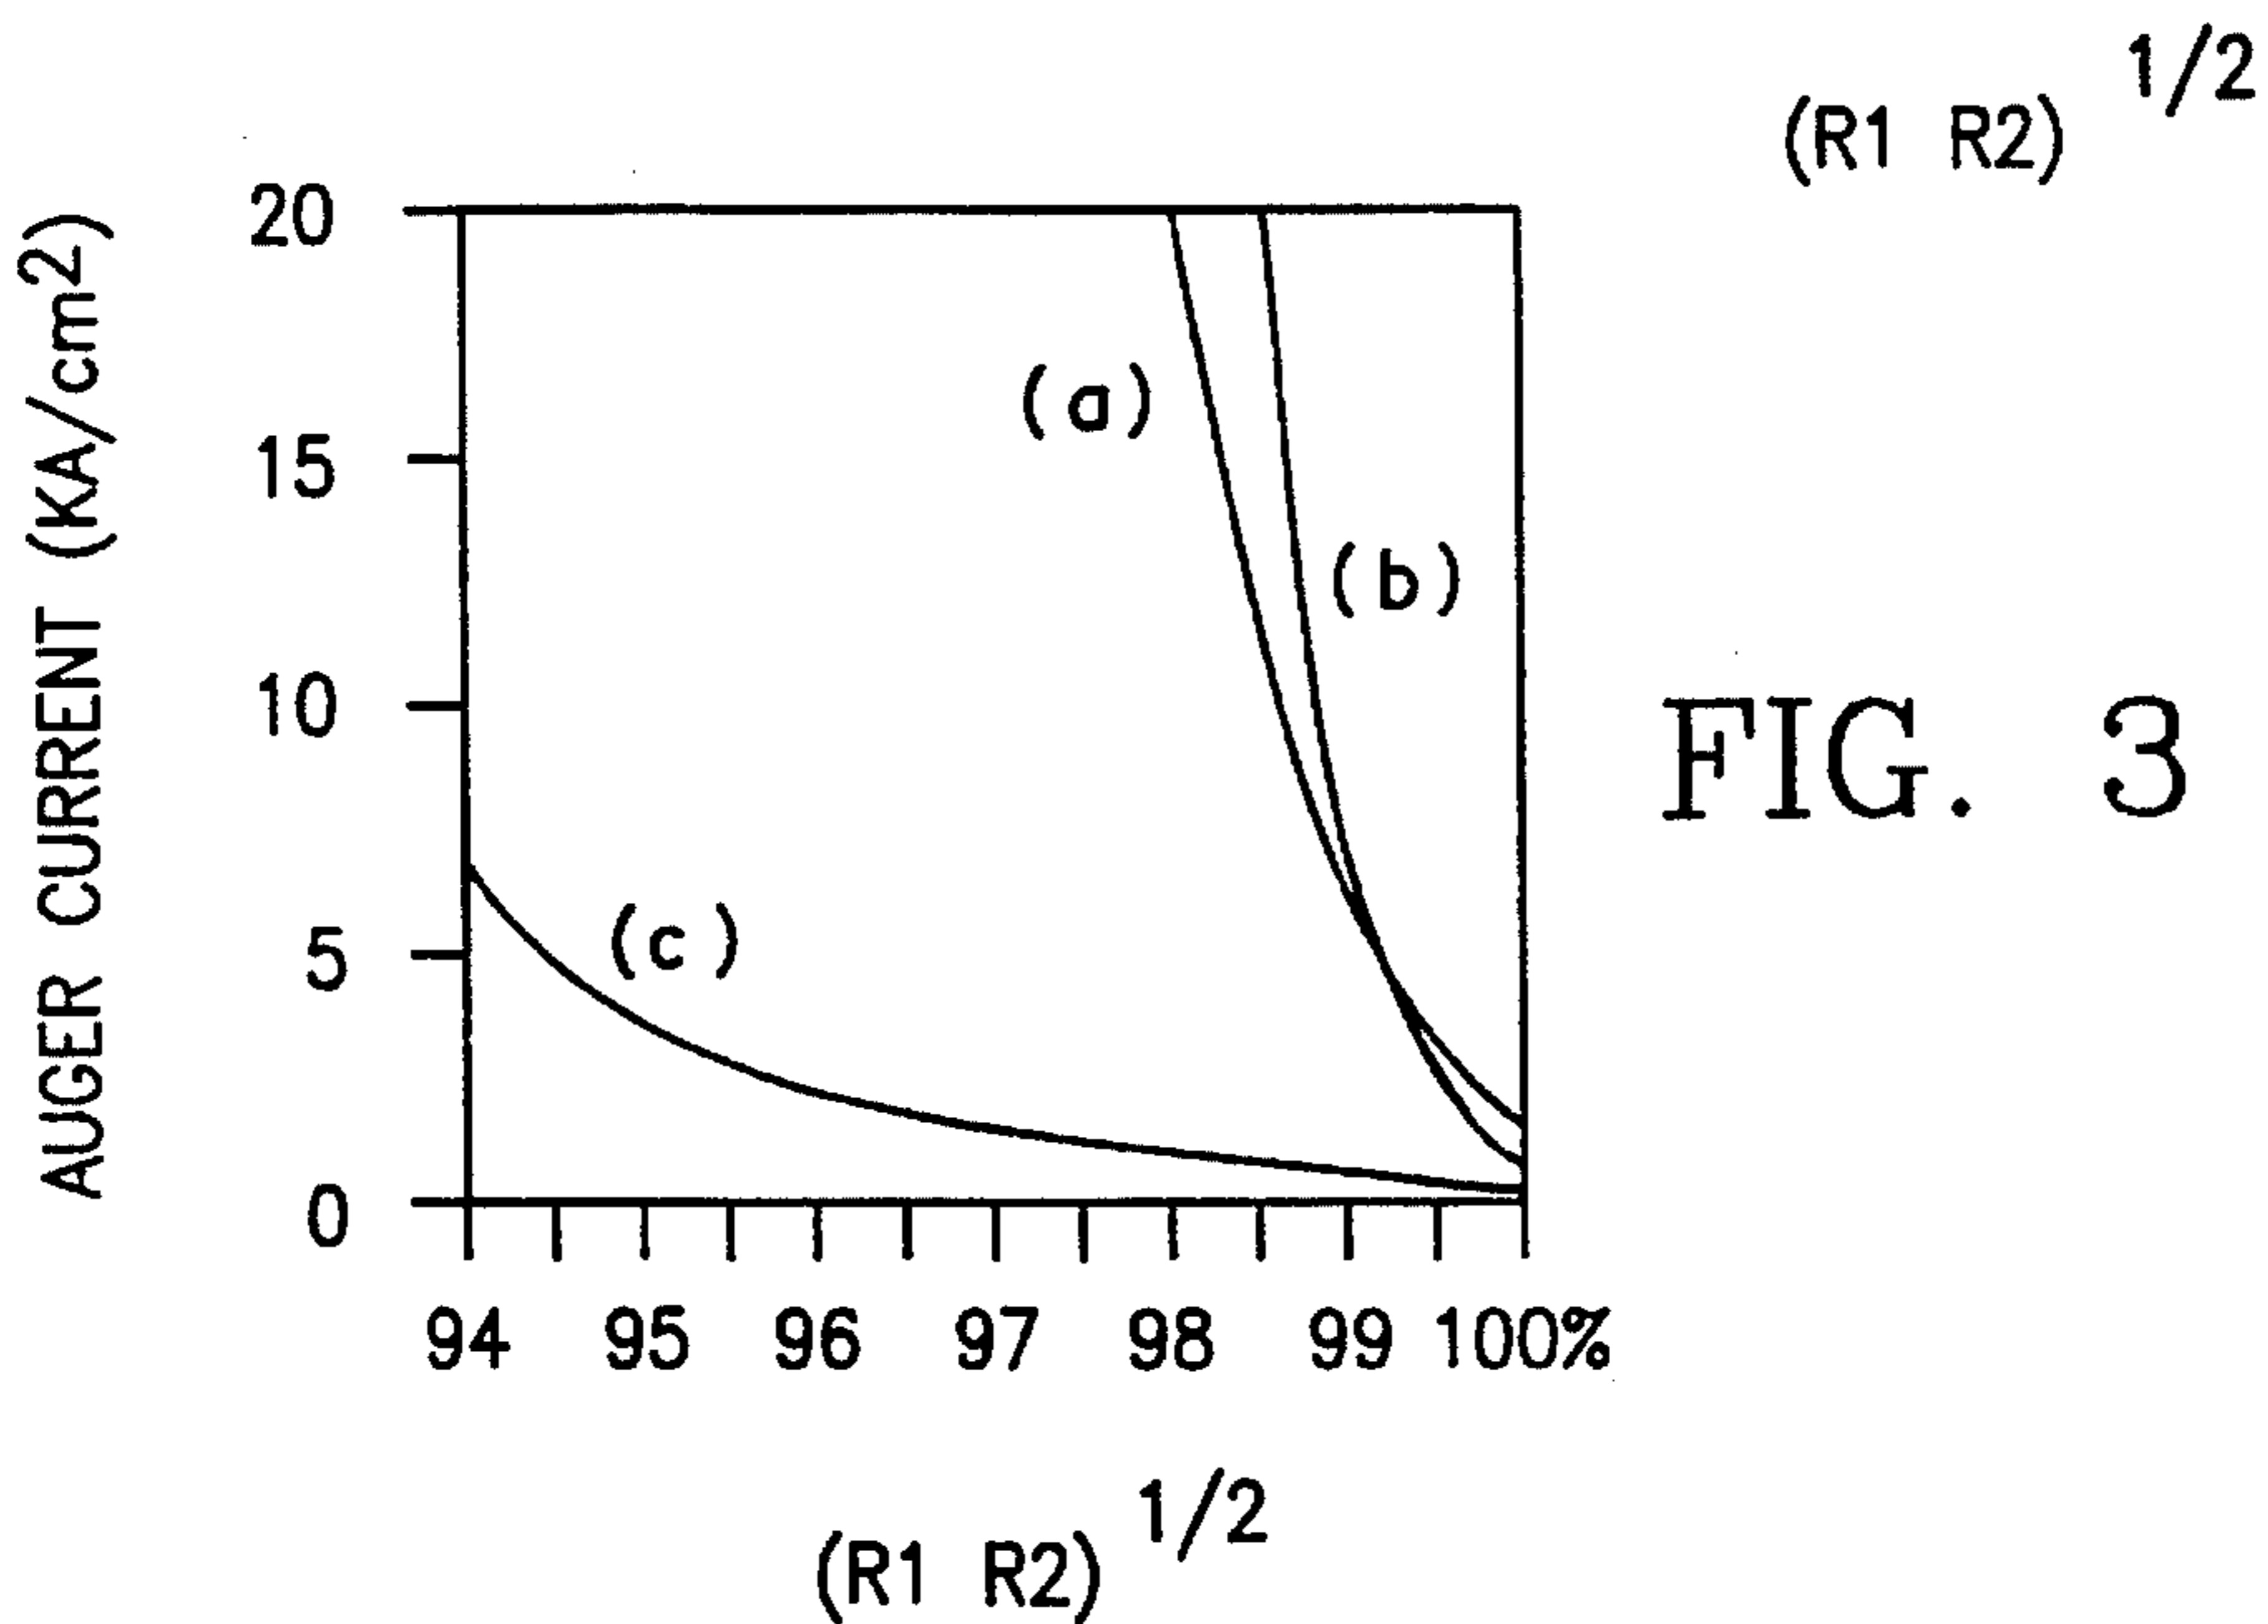 1/2
(R1 R2)
AUGER CURRENT (KA/cm2)
20
15
10
5
0
(a)
(b)
(c)
FIG. 3
94 95 96 97 98 99 100%
1/2
(R1 R2)